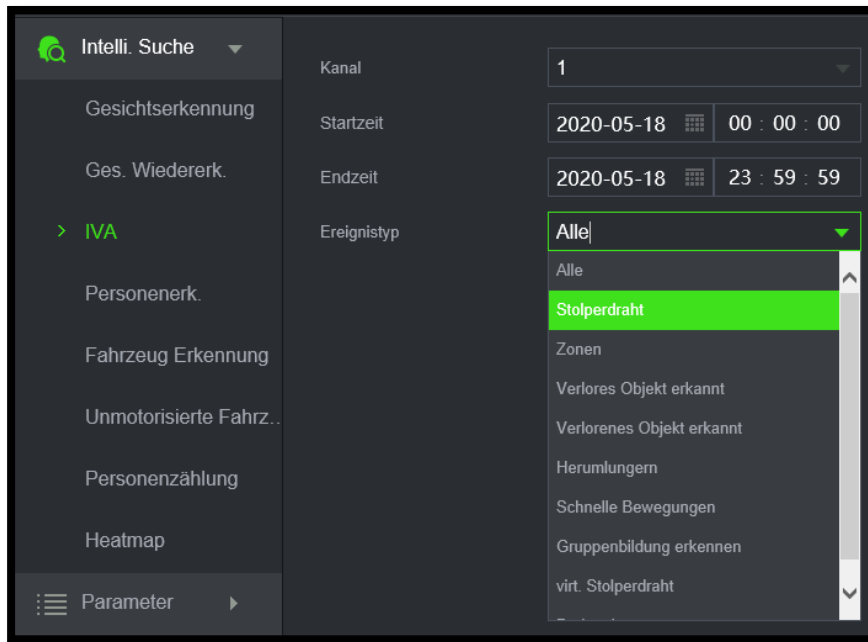 Intelli. Suche
Gesichtserkennung
Ges. Wiedererk.
> IVA
Personenerk.
Fahrzeug Erkennung
Unmotorisierte Fahrz..
Personenzählung
Heatmap
Parameter
Kanal 1
Startzeit 2020-05-18 00 : 00 : 00
Endzeit 2020-05-18 23 : 59 : 59
Ereignistyp Alle
Alle
Stolperdraht
Zonen
Verlores Objekt erkannt
Verlorenes Objekt erkannt
Herumlungern
Schnelle Bewegungen
Gruppenbildung erkennen
virt. Stolperdraht